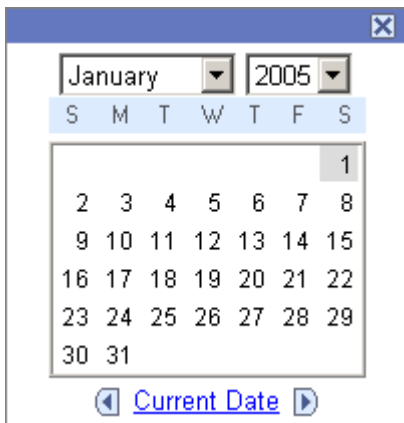 January 2005
S M T W T F S
1
2 3 4 5 6 7 8
9 10 11 12 13 14 15
16 17 18 19 20 21 22
23 24 25 26 27 28 29
30 31
Current Date